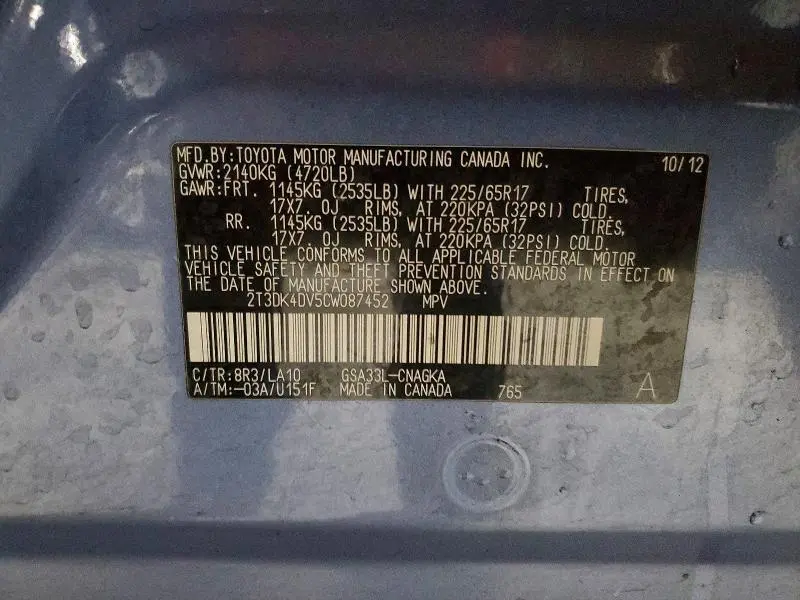 MFD.BY:TOYOTA MOTOR MANUFACTURING CANADA INC. 10/12
GVWR:2140KG (4720LB)
GAWR:FRT. 1145KG (2535LB) WITH 225/65R17 TIRES,
17X7.0J RIMS, AT 220KPA (32PSI) COLD.
RR. 1145KG (2535LB) WITH 225/65R17 TIRES,
17X7.0J RIMS, AT 220KPA (32PSI) COLD.
THIS VEHICLE CONFORMS TO ALL APPLICABLE FEDERAL MOTOR
VEHICLE SAFETY AND THEFT PREVENTION STANDARDS IN EFFECT ON
THE DATE OF MANUFACTURE SHOWN ABOVE.
2T3DK4DV5CW087452 MPV
C/TR:8R3/LA10 GSA33L-CNAGKA
A/TM:-03A/U151F MADE IN CANADA 765 A